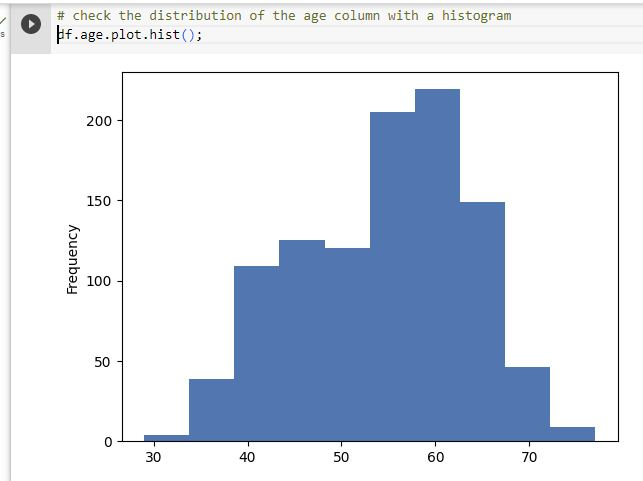 # check the distribution of the age column with a histogram
df.age.plot.hist();
s
200
150
100
50
0
Frequency
30 40 50 60 70